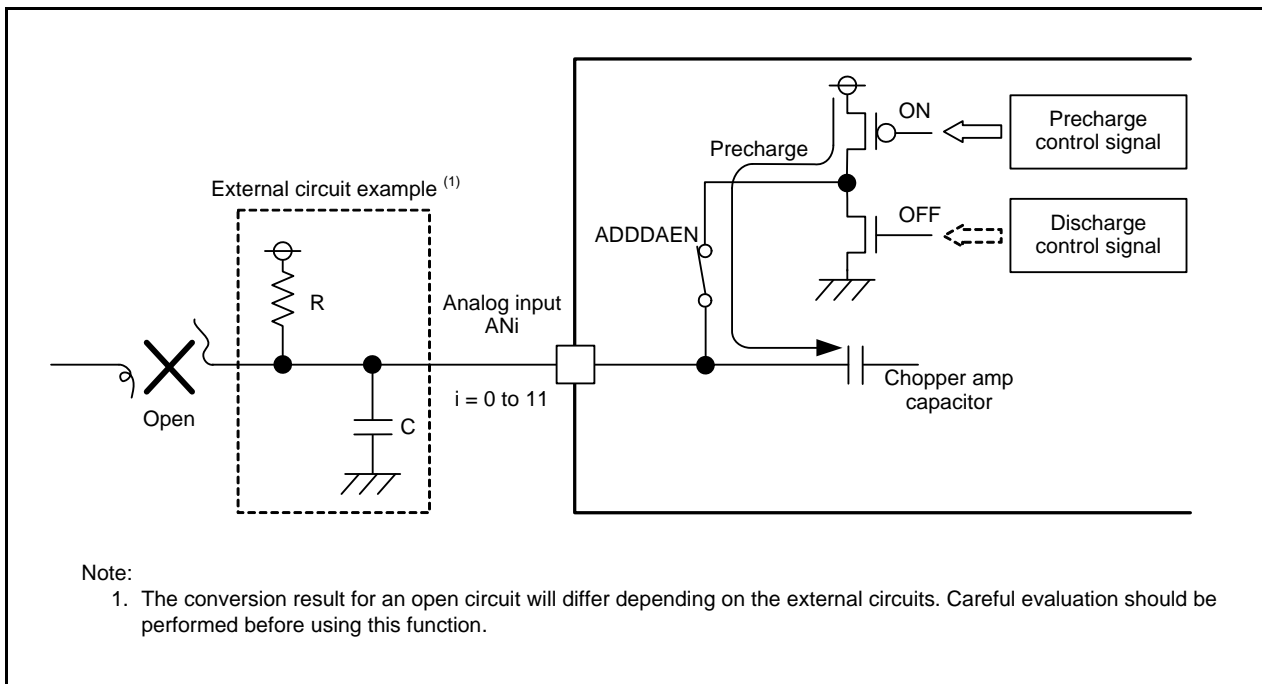 ON
Precharge
control signal
Precharge
External circuit example (1)
OFF
Discharge
control signal
ADDDAEN
R
Analog input
ANi
i = 0 to 11
Chopper amp
capacitor
Open
C
Note:
1. The conversion result for an open circuit will differ depending on the external circuits. Careful evaluation should be
performed before using this function.